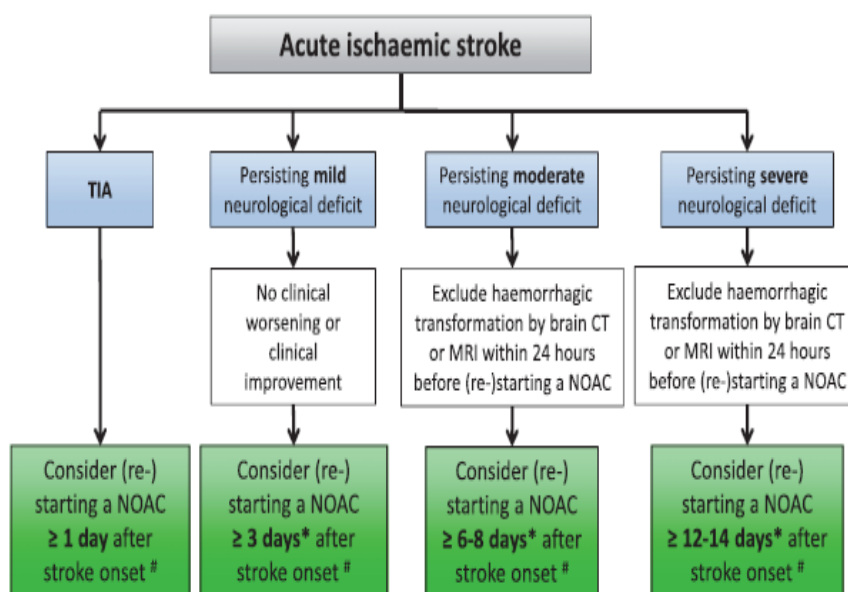 Acute ischaemic stroke
TIA
Persisting mild
neurological deficit
Persisting moderate
neurological deficit
Persisting severe
neurological deficit
No clinical
worsening or
clinical
improvement
Exclude haemorrhagic
transformation by brain CT
or MRI within 24 hours
before (re-)starting a NOAC
Exclude haemorrhagic
transformation by brain CT
or MRI within 24 hours
before (re-)starting a NOAC
Consider (re-)
starting a NOAC
≥ 1 day after
stroke onset #
Consider (re-)
starting a NOAC
≥ 3 days* after
stroke onset #
Consider (re-)
starting a NOAC
≥ 6-8 days* after
stroke onset #
Consider (re-)
starting a NOAC
≥ 12-14 days* after
stroke onset #